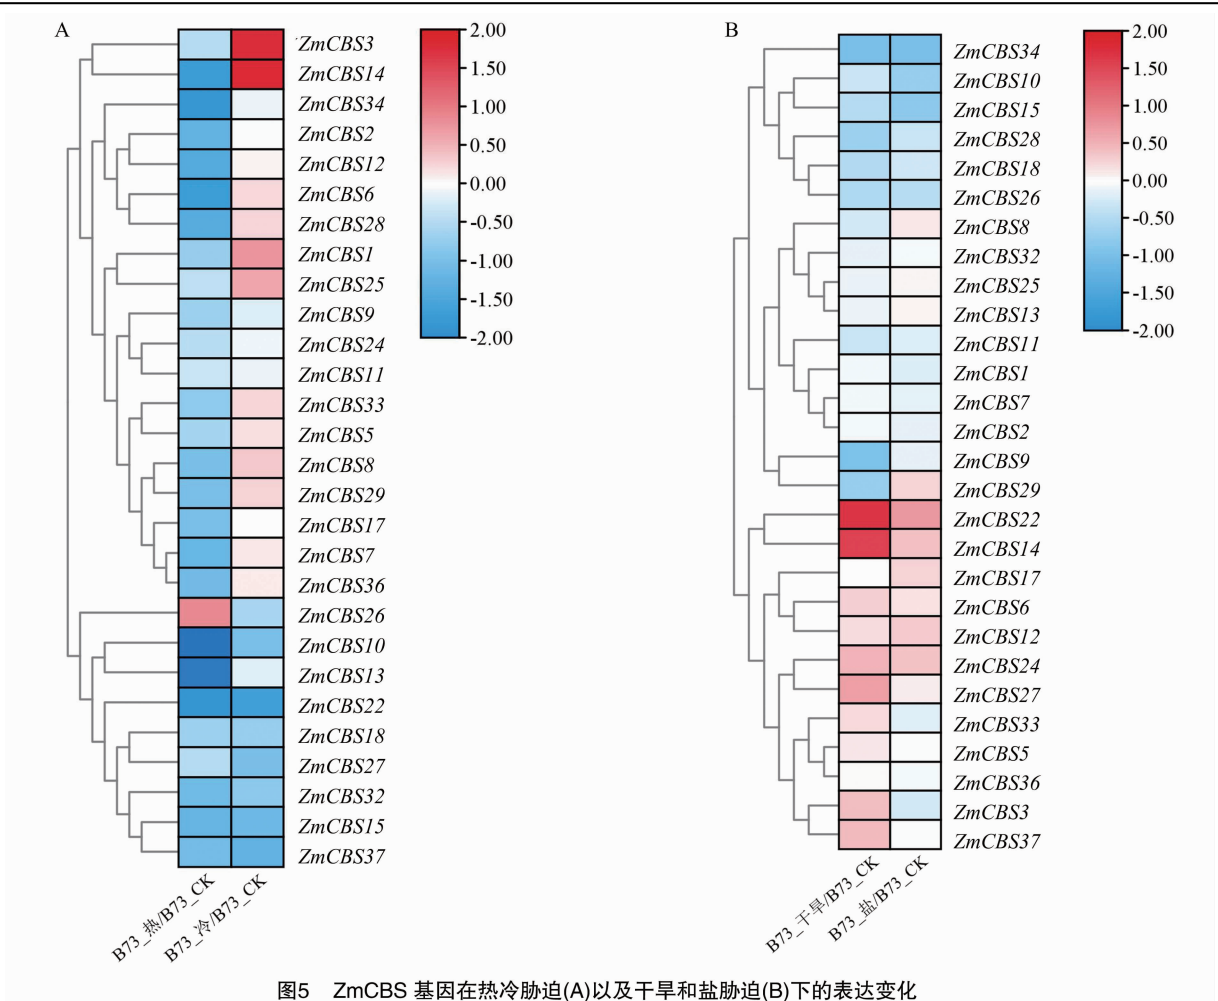 A
ZmCBS3
ZmCBS14
ZmCBS34
ZmCBS2
ZmCBS12
ZmCBS6
ZmCBS28
ZmCBS1
ZmCBS25
ZmCBS9
ZmCBS24
ZmCBS11
ZmCBS33
ZmCBS5
ZmCBS8
ZmCBS29
ZmCBS17
ZmCBS7
ZmCBS36
ZmCBS26
ZmCBS10
ZmCBS13
ZmCBS22
ZmCBS18
ZmCBS27
ZmCBS32
ZmCBS15
ZmCBS37
2.00
1.50
1.00
0.50
0.00
-0.50
-1.00
-1.50
-2.00
B73_热/B73_CK
B73_冷/B73_CK
B
ZmCBS34
ZmCBS10
ZmCBS15
ZmCBS28
ZmCBS18
ZmCBS26
ZmCBS8
ZmCBS32
ZmCBS25
ZmCBS13
ZmCBS11
ZmCBS1
ZmCBS7
ZmCBS2
ZmCBS9
ZmCBS29
ZmCBS22
ZmCBS14
ZmCBS17
ZmCBS6
ZmCBS12
ZmCBS24
ZmCBS27
ZmCBS33
ZmCBS5
ZmCBS36
ZmCBS3
ZmCBS37
2.00
1.50
1.00
0.50
0.00
-0.50
-1.00
-1.50
-2.00
B73_干旱/B73_CK
B73_盐/B73_CK
图5 ZmCBS 基因在热冷胁迫(A)以及干旱和盐胁迫(B)下的表达变化